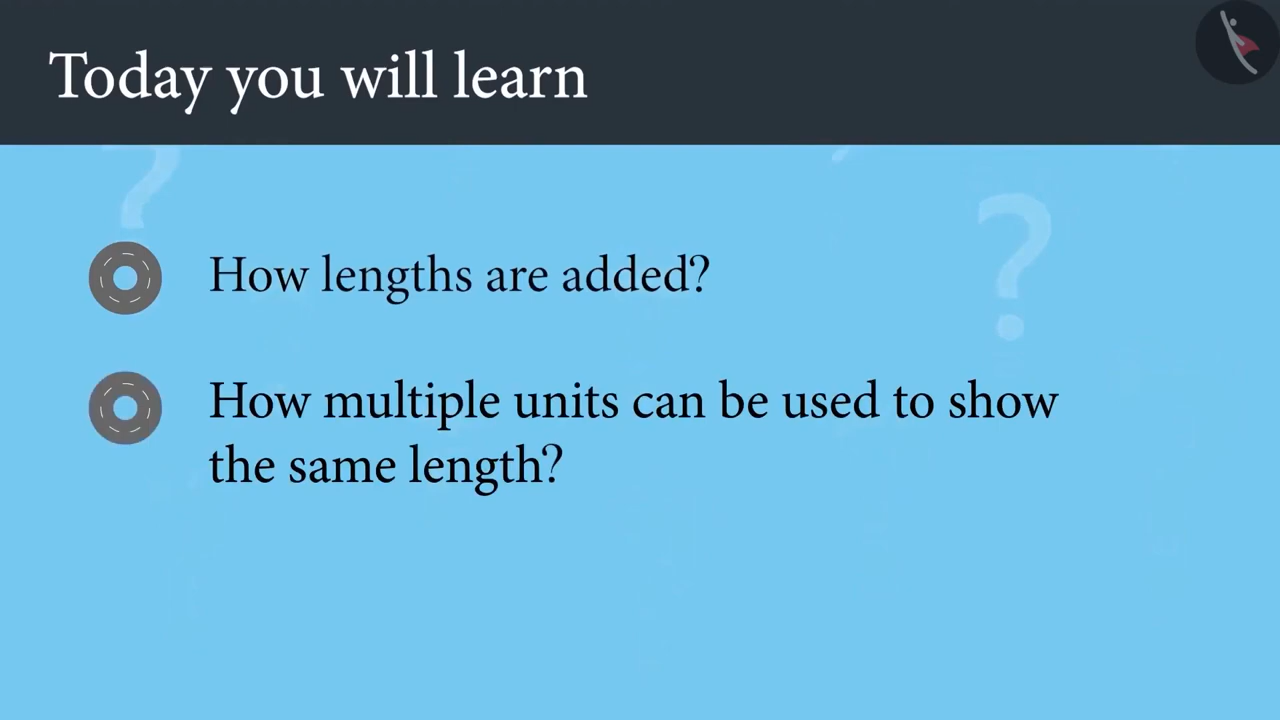 Today you will learn
How lengths are added?
How multiple units can be used to show
the same length?